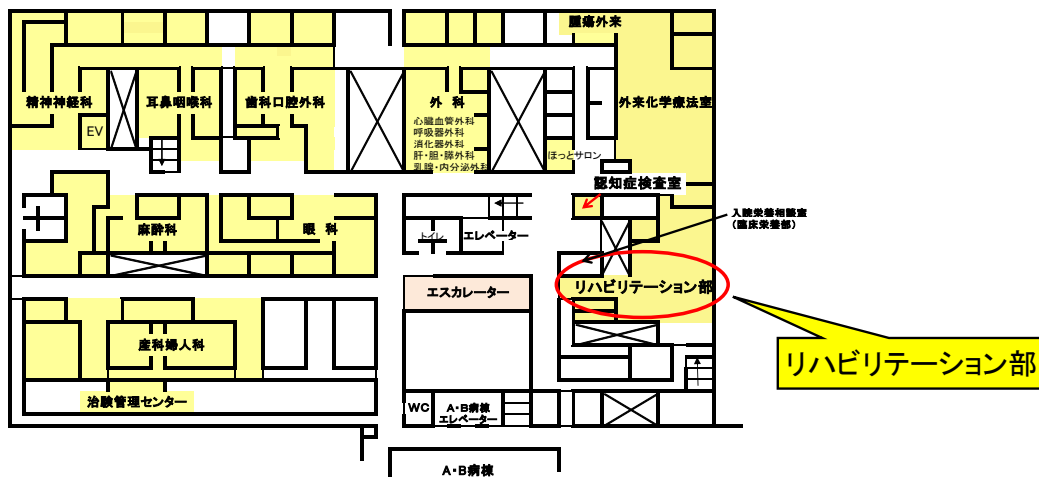 腫瘍外来
精神神経科
耳鼻咽喉科
歯科口腔外科
外 科
外来化学療法室
心臓血管外科
呼吸器外科
消化器外科
肝・胆・膵外科
乳腺・内分泌外科
EV
ほっとサロン
認知症検査室
入院栄養相談室
(臨床栄養部)
麻酔科
眼 科
トイレ
エレベーター
エスカレーター
リハビリテーション部
産科婦人科
リハビリテーション部
治験管理センター
WC
A・B病棟
エレベーター
A・B病棟